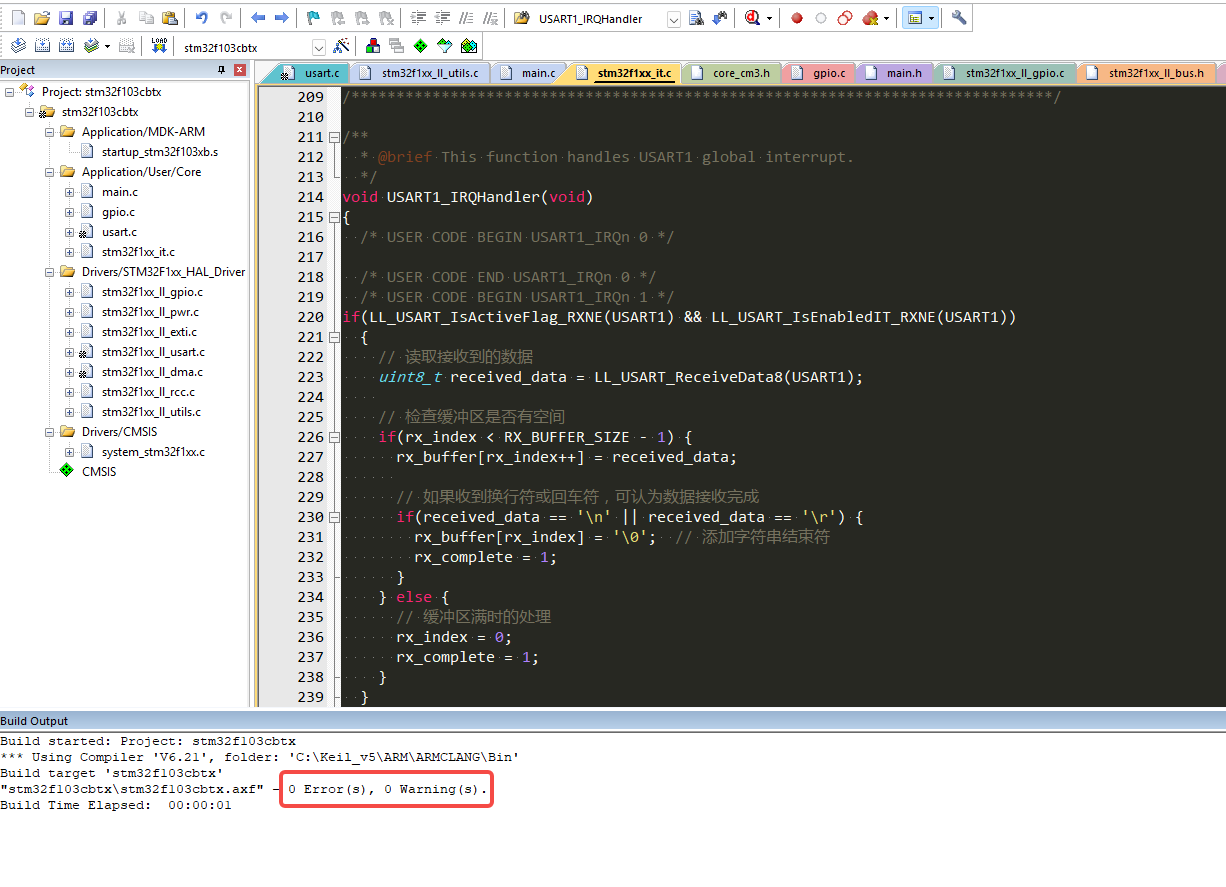 USART1_IRQHandler
LOAD
stm32f103cbtx
Project
Project: stm32f103cbtx
stm32f103cbtx
Application/MDK-ARM
startup_stm32f103xb.s
Application/User/Core
main.c
gpio.c
usart.c
stm32f1xx_it.c
Drivers/STM32F1xx_HAL_Driver
stm32f1xx_ll_gpio.c
stm32f1xx_ll_pwr.c
stm32f1xx_ll_exti.c
stm32f1xx_ll_usart.c
stm32f1xx_ll_dma.c
stm32f1xx_ll_rcc.c
stm32f1xx_ll_utils.c
Drivers/CMSIS
system_stm32f1xx.c
CMSIS
usart.c stm32f1xx_ll_utils.c main.c stm32f1xx_it.c core_cm3.h gpio.c main.h stm32f1xx_ll_gpio.c stm32f1xx_ll_bus.h
209 /******************************************************************************/
210
211 /**
212 * @brief This function handles USART1 global interrupt.
213 */
214 void USART1_IRQHandler(void)
215 {
216 /* USER CODE BEGIN USART1_IRQn 0 */
217
218 /* USER CODE END USART1_IRQn 0 */
219 /* USER CODE BEGIN USART1_IRQn 1 */
220 if(LL_USART_IsActiveFlag_RXNE(USART1) && LL_USART_IsEnabledIT_RXNE(USART1))
221 {
222 // 读取接收到的数据
223 uint8_t received_data = LL_USART_ReceiveData8(USART1);
224
225 // 检查缓冲区是否有空间
226 if(rx_index < RX_BUFFER_SIZE - 1) {
227 rx_buffer[rx_index++] = received_data;
228
229 // 如果收到换行符或回车符，可认为数据接收完成
230 if(received_data == '\n' || received_data == '\r') {
231 rx_buffer[rx_index] = '\0'; // 添加字符串结束符
232 rx_complete = 1;
233 }
234 } else {
235 // 缓冲区满时的处理
236 rx_index = 0;
237 rx_complete = 1;
238 }
239 }
Build Output
Build started: Project: stm32f103cbtx
*** Using Compiler 'V6.21', folder: 'C:\Keil_v5\ARM\ARMCLANG\Bin'
Build target 'stm32f103cbtx'
"stm32f103cbtx\stm32f103cbtx.axf" - 0 Error(s), 0 Warning(s).
Build Time Elapsed: 00:00:01